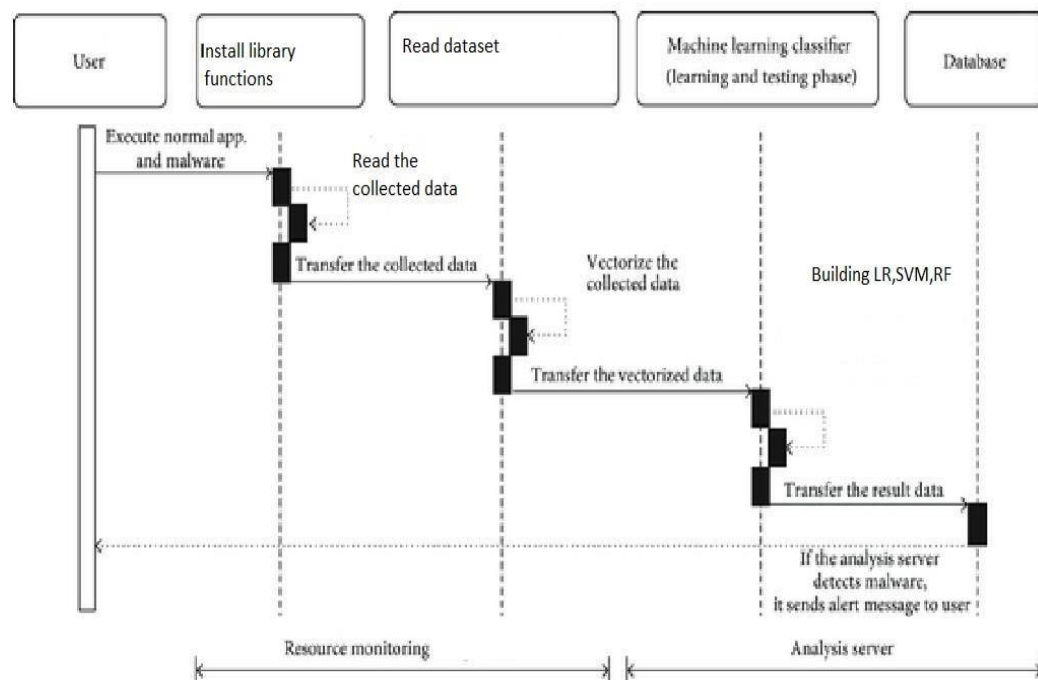 User
Install library
functions
Read dataset
Machine learning classifier
(learning and testing phase)
Database
Execute normal app.
and malware
Read the
collected data
Transfer the collected data
Vectorize the
collected data
Building LR,SVM,RF
Transfer the vectorized data
Transfer the result data
If the analysis server
detects malware,
it sends alert message to user
Resource monitoring
Analysis server